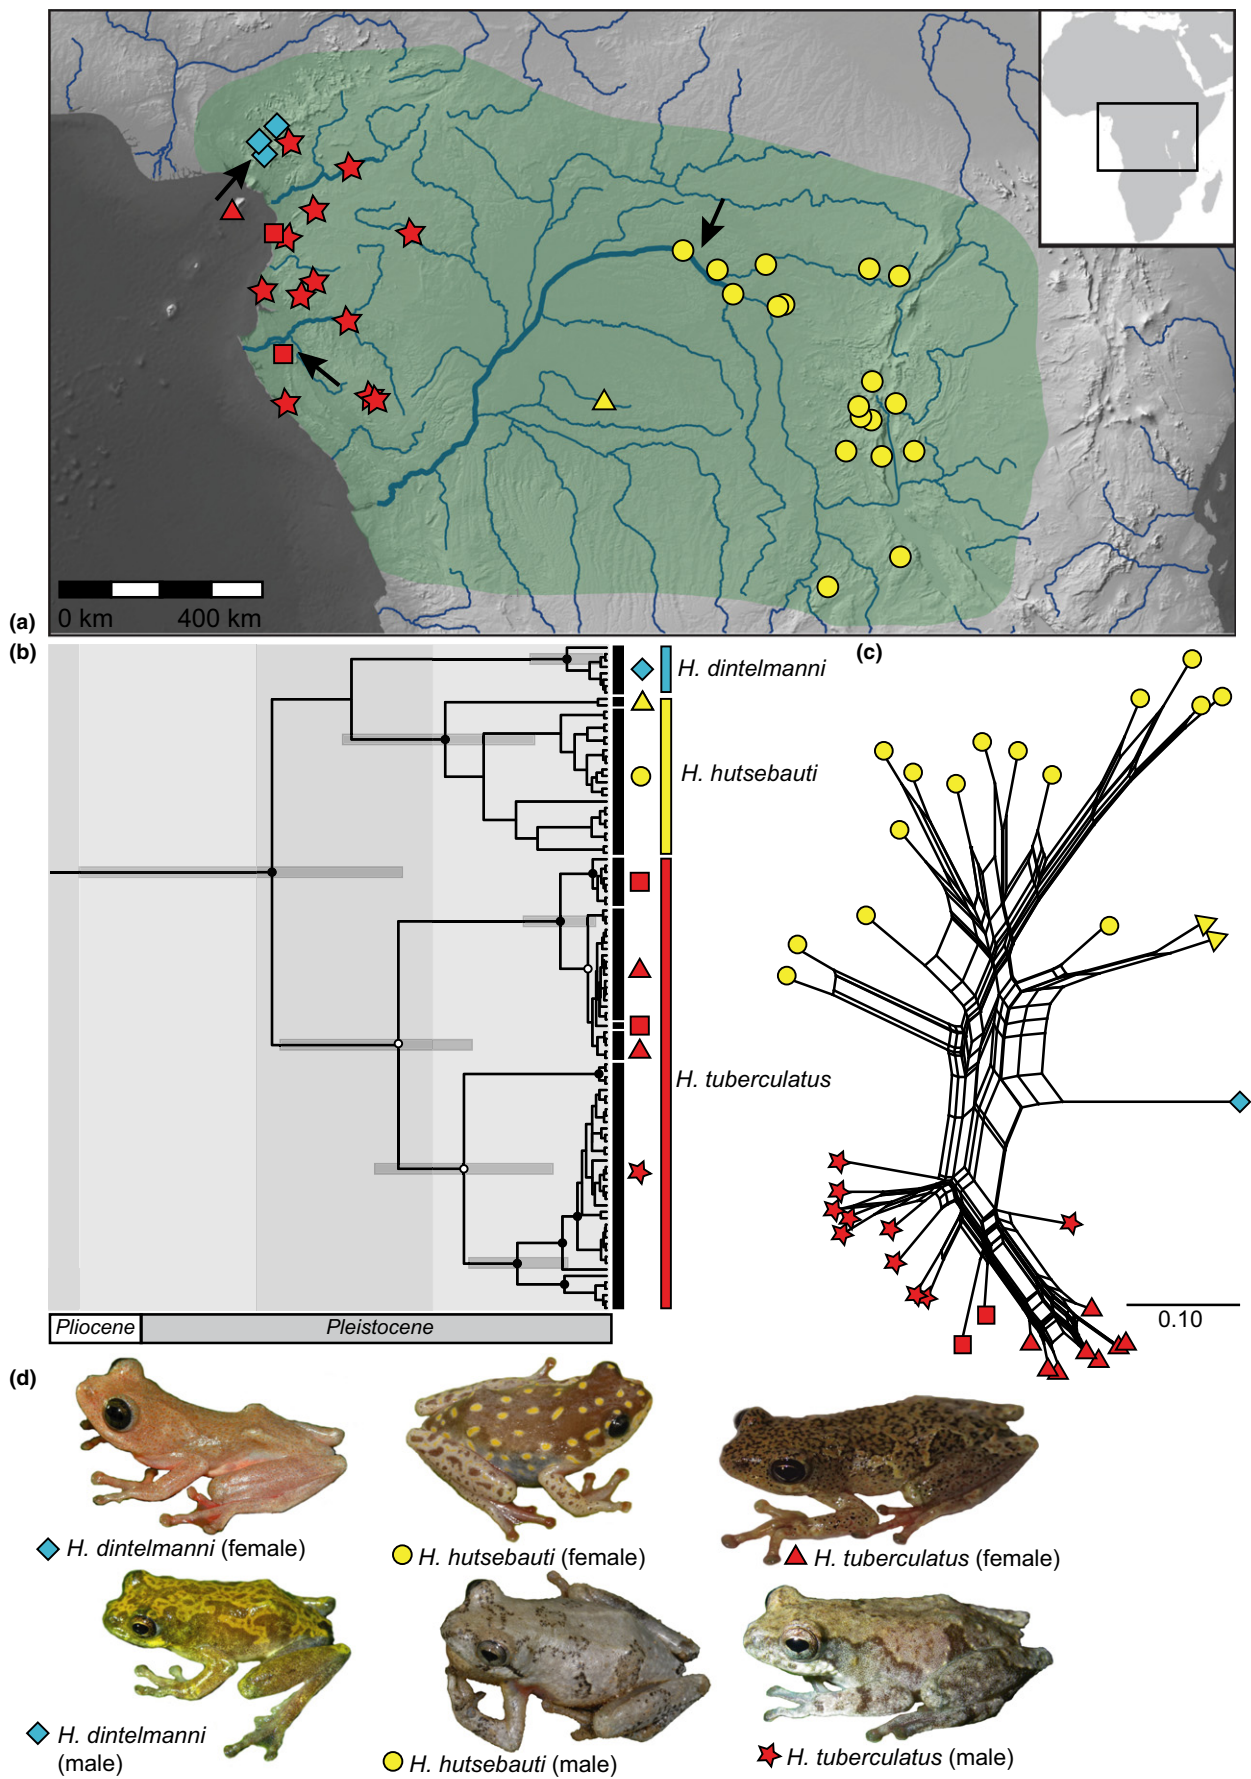 (a)
0 km
400 km
(b)
(c)
H. dintelmanni
H. hutsebauti
H. tuberculatus
0.10
Pliocene
Pleistocene
(d)
H. dintelmanni (female)
H. hutsebauti (female)
H. tuberculatus (female)
H. dintelmanni
(male)
H. hutsebauti (male)
H. tuberculatus (male)